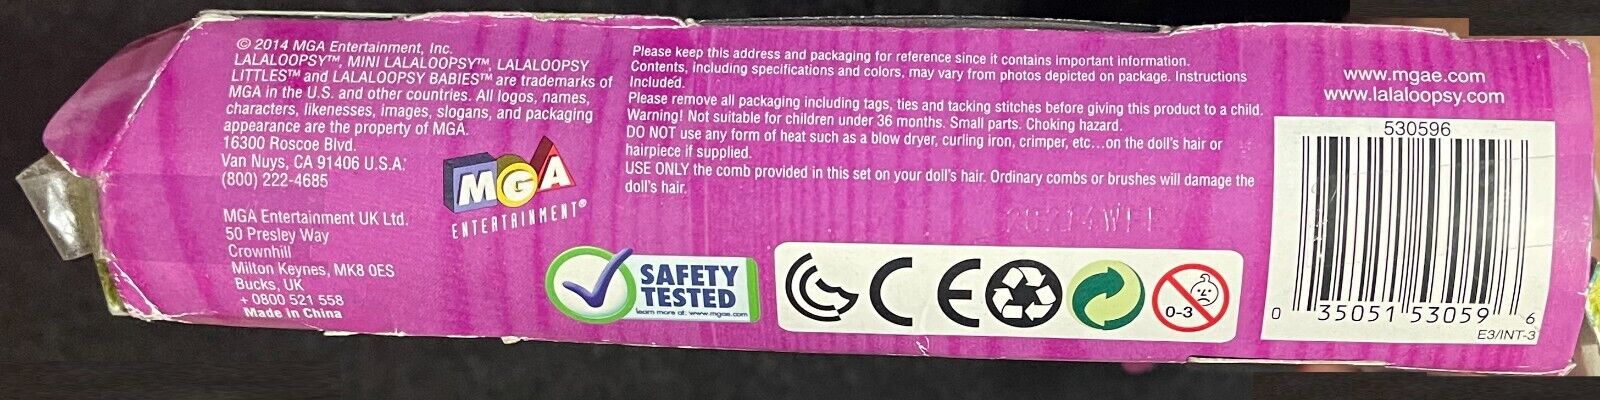 © 2014 MGA Entertainment, Inc.
LALALOOPSY™, MINI LALALOOPSY™, LALALOOPSY
LITTLES™ and LALALOOPSY BABIES™ are trademarks of
MGA in the U.S. and other countries. All logos, names,
characters, likenesses, images, slogans, and packaging
appearance are the property of MGA.
16300 Roscoe Blvd.
Van Nuys, CA 91406 U.S.A.
(800) 222-4685
MGA Entertainment UK Ltd.
50 Presley Way
Crownhill
Milton Keynes, MK8 0ES
Bucks, UK
+ 0800 521 558
Made in China
MGA
ENTERTAINMENT®
Please keep this address and packaging for reference since it contains important information.
Contents, including specifications and colors, may vary from photos depicted on package. Instructions
Included.
Please remove all packaging including tags, ties and tacking stitches before giving this product to a child.
Warning! Not suitable for children under 36 months. Small parts. Choking hazard.
DO NOT use any form of heat such as a blow dryer, curling iron, crimper, etc...on the doll's hair or
hairpiece if supplied.
USE ONLY the comb provided in this set on your doll's hair. Ordinary combs or brushes will damage the
doll's hair.
SAFETY
TESTED
learn more at: www.mgae.com
CE
0-3
www.mgae.com
www.lalaloopsy.com
530596
0 35051 53059 6
E3/INT-3